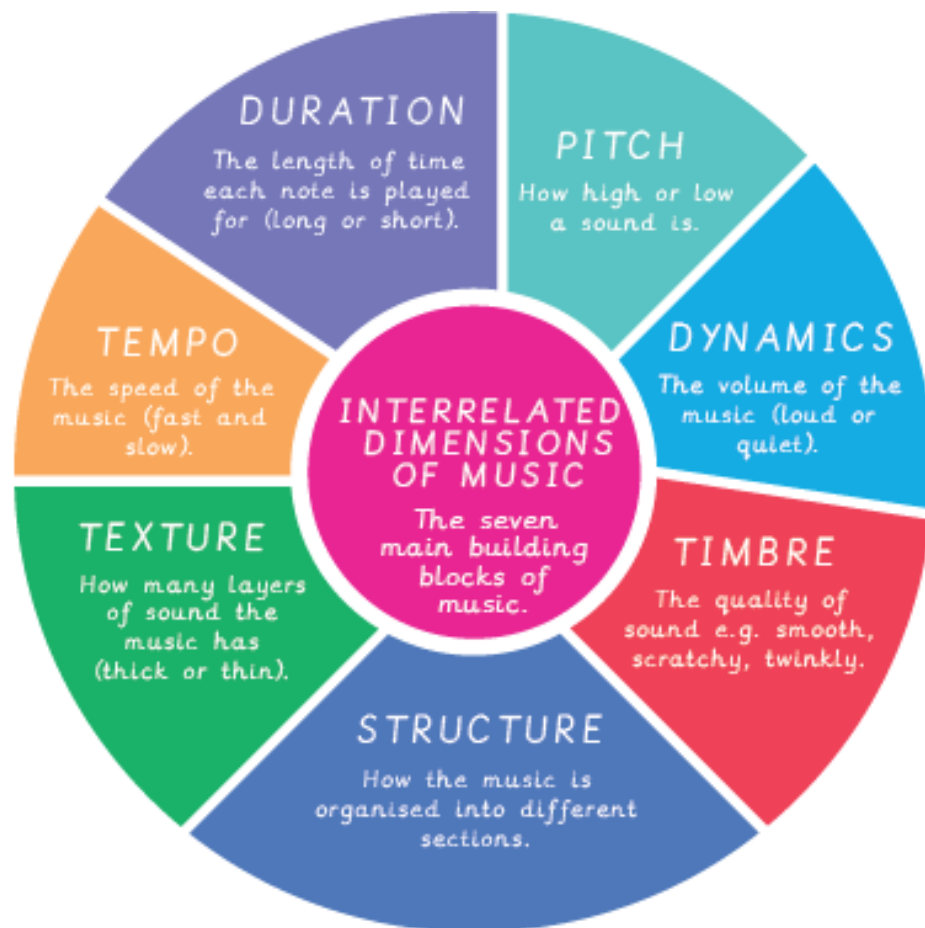 DURATION
The length of time
each note is played
for (long or short).
PITCH
How high or low
a sound is.
DYNAMICS
The volume of the
music (loud or
quiet).
TIMBRE
The quality of
sound e.g. smooth,
scratchy, twinkly.
STRUCTURE
How the music is
organised into different
sections.
TEXTURE
How many layers
of sound the
music has
(thick or thin).
TEMPO
The speed of the
music (fast and
slow).
INTERRELATED
DIMENSIONS
OF MUSIC
The seven
main building
blocks of
music.